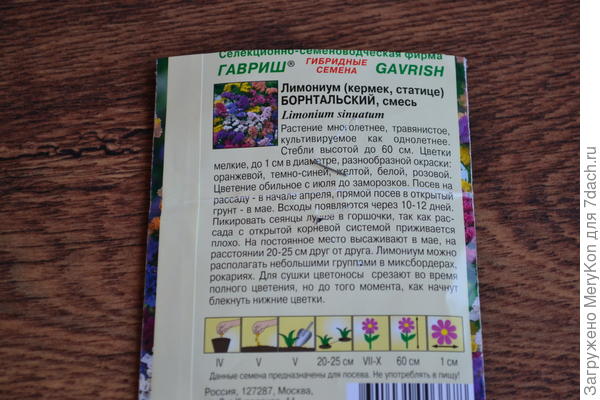 Селекционно-семеноводческая фирма
ГАВРИШ®
ГИБРИДНЫЕ
СЕМЕНА
GAVRISH
Лимониум (кермек, статице)
БОРНТАЛЬСКИЙ, смесь
Limonium sinuatum
Растение многолетнее, травянистое,
культивируемое как однолетнее.
Стебли высотой до 60 см. Цветки
мелкие, до 1 см в диаметре, разнообразной окраски:
оранжевой, темно-синей, желтой, белой, розовой.
Цветение обильное с июля до заморозков. Посев на
рассаду - в начале апреля, прямой посев в открытый
грунт - в мае. Всходы появляются через 10-12 дней.
Пикировать сеянцы лучше в горшочки, так как рас-
сада с открытой корневой системой приживается
плохо. На постоянное место высаживают в мае, на
расстоянии 20-25 см друг от друга. Лимониум можно
располагать небольшими группами в миксбордерах,
рокариях. Для сушки цветоносы срезают во время
полного цветения, но до того момента, как начнут
блекнуть нижние цветки.
IV V V 20-25 см VII-X 60 см 1 см
Данные семена предназначены для посева. Не употреблять в пищу!
Россия, 127287, Москва,
Загружено MeryKon для 7dach.ru